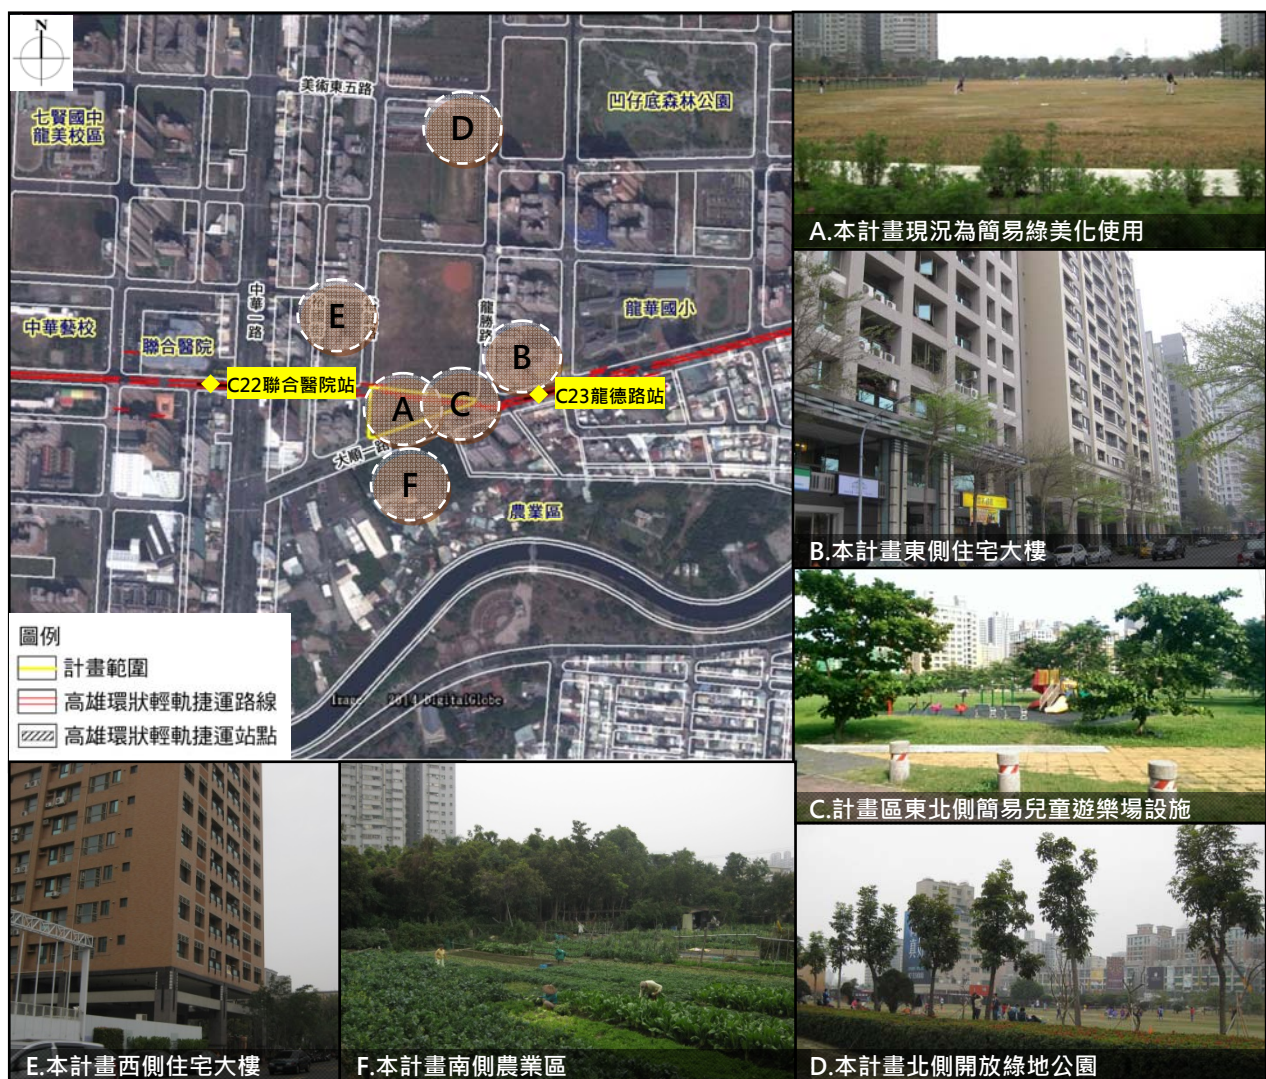 N
美術東五路
七賢國中
龍美校區
凹仔底森林公園
D
中華一路
龍勝路
E
龍華國小
中華藝校
聯合醫院
B
C22聯合醫院站
C23龍德路站
A
C
大順一路
F
農業區
圖例
計畫範圍
高雄環狀輕軌捷運路線
高雄環狀輕軌捷運站點
Image 2014 DigitalGlobe
A.本計畫現況為簡易綠美化使用
B.本計畫東側住宅大樓
C.計畫區東北側簡易兒童遊樂場設施
E.本計畫西側住宅大樓
F.本計畫南側農業區
D.本計畫北側開放綠地公園